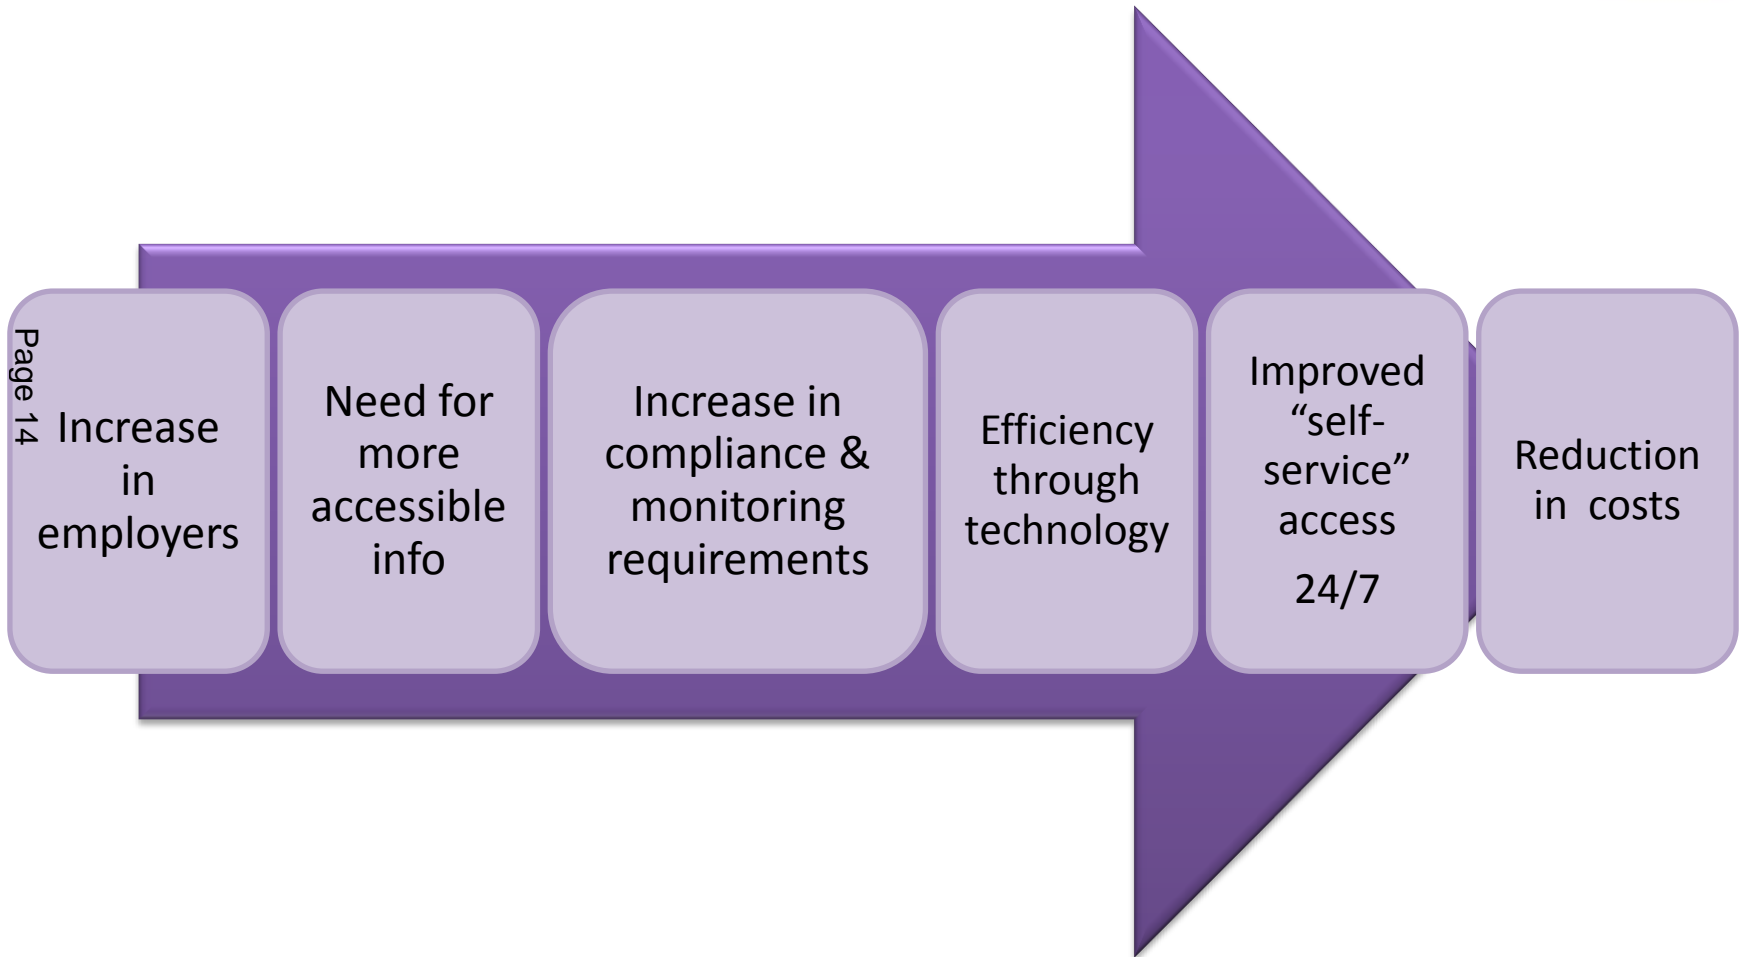 Page 14
Increase
in
employers
Need for
more
accessible
info
Increase in
compliance &
monitoring
requirements
Efficiency
through
technology
Improved
“self-
service”
access
24/7
Reduction
in  costs